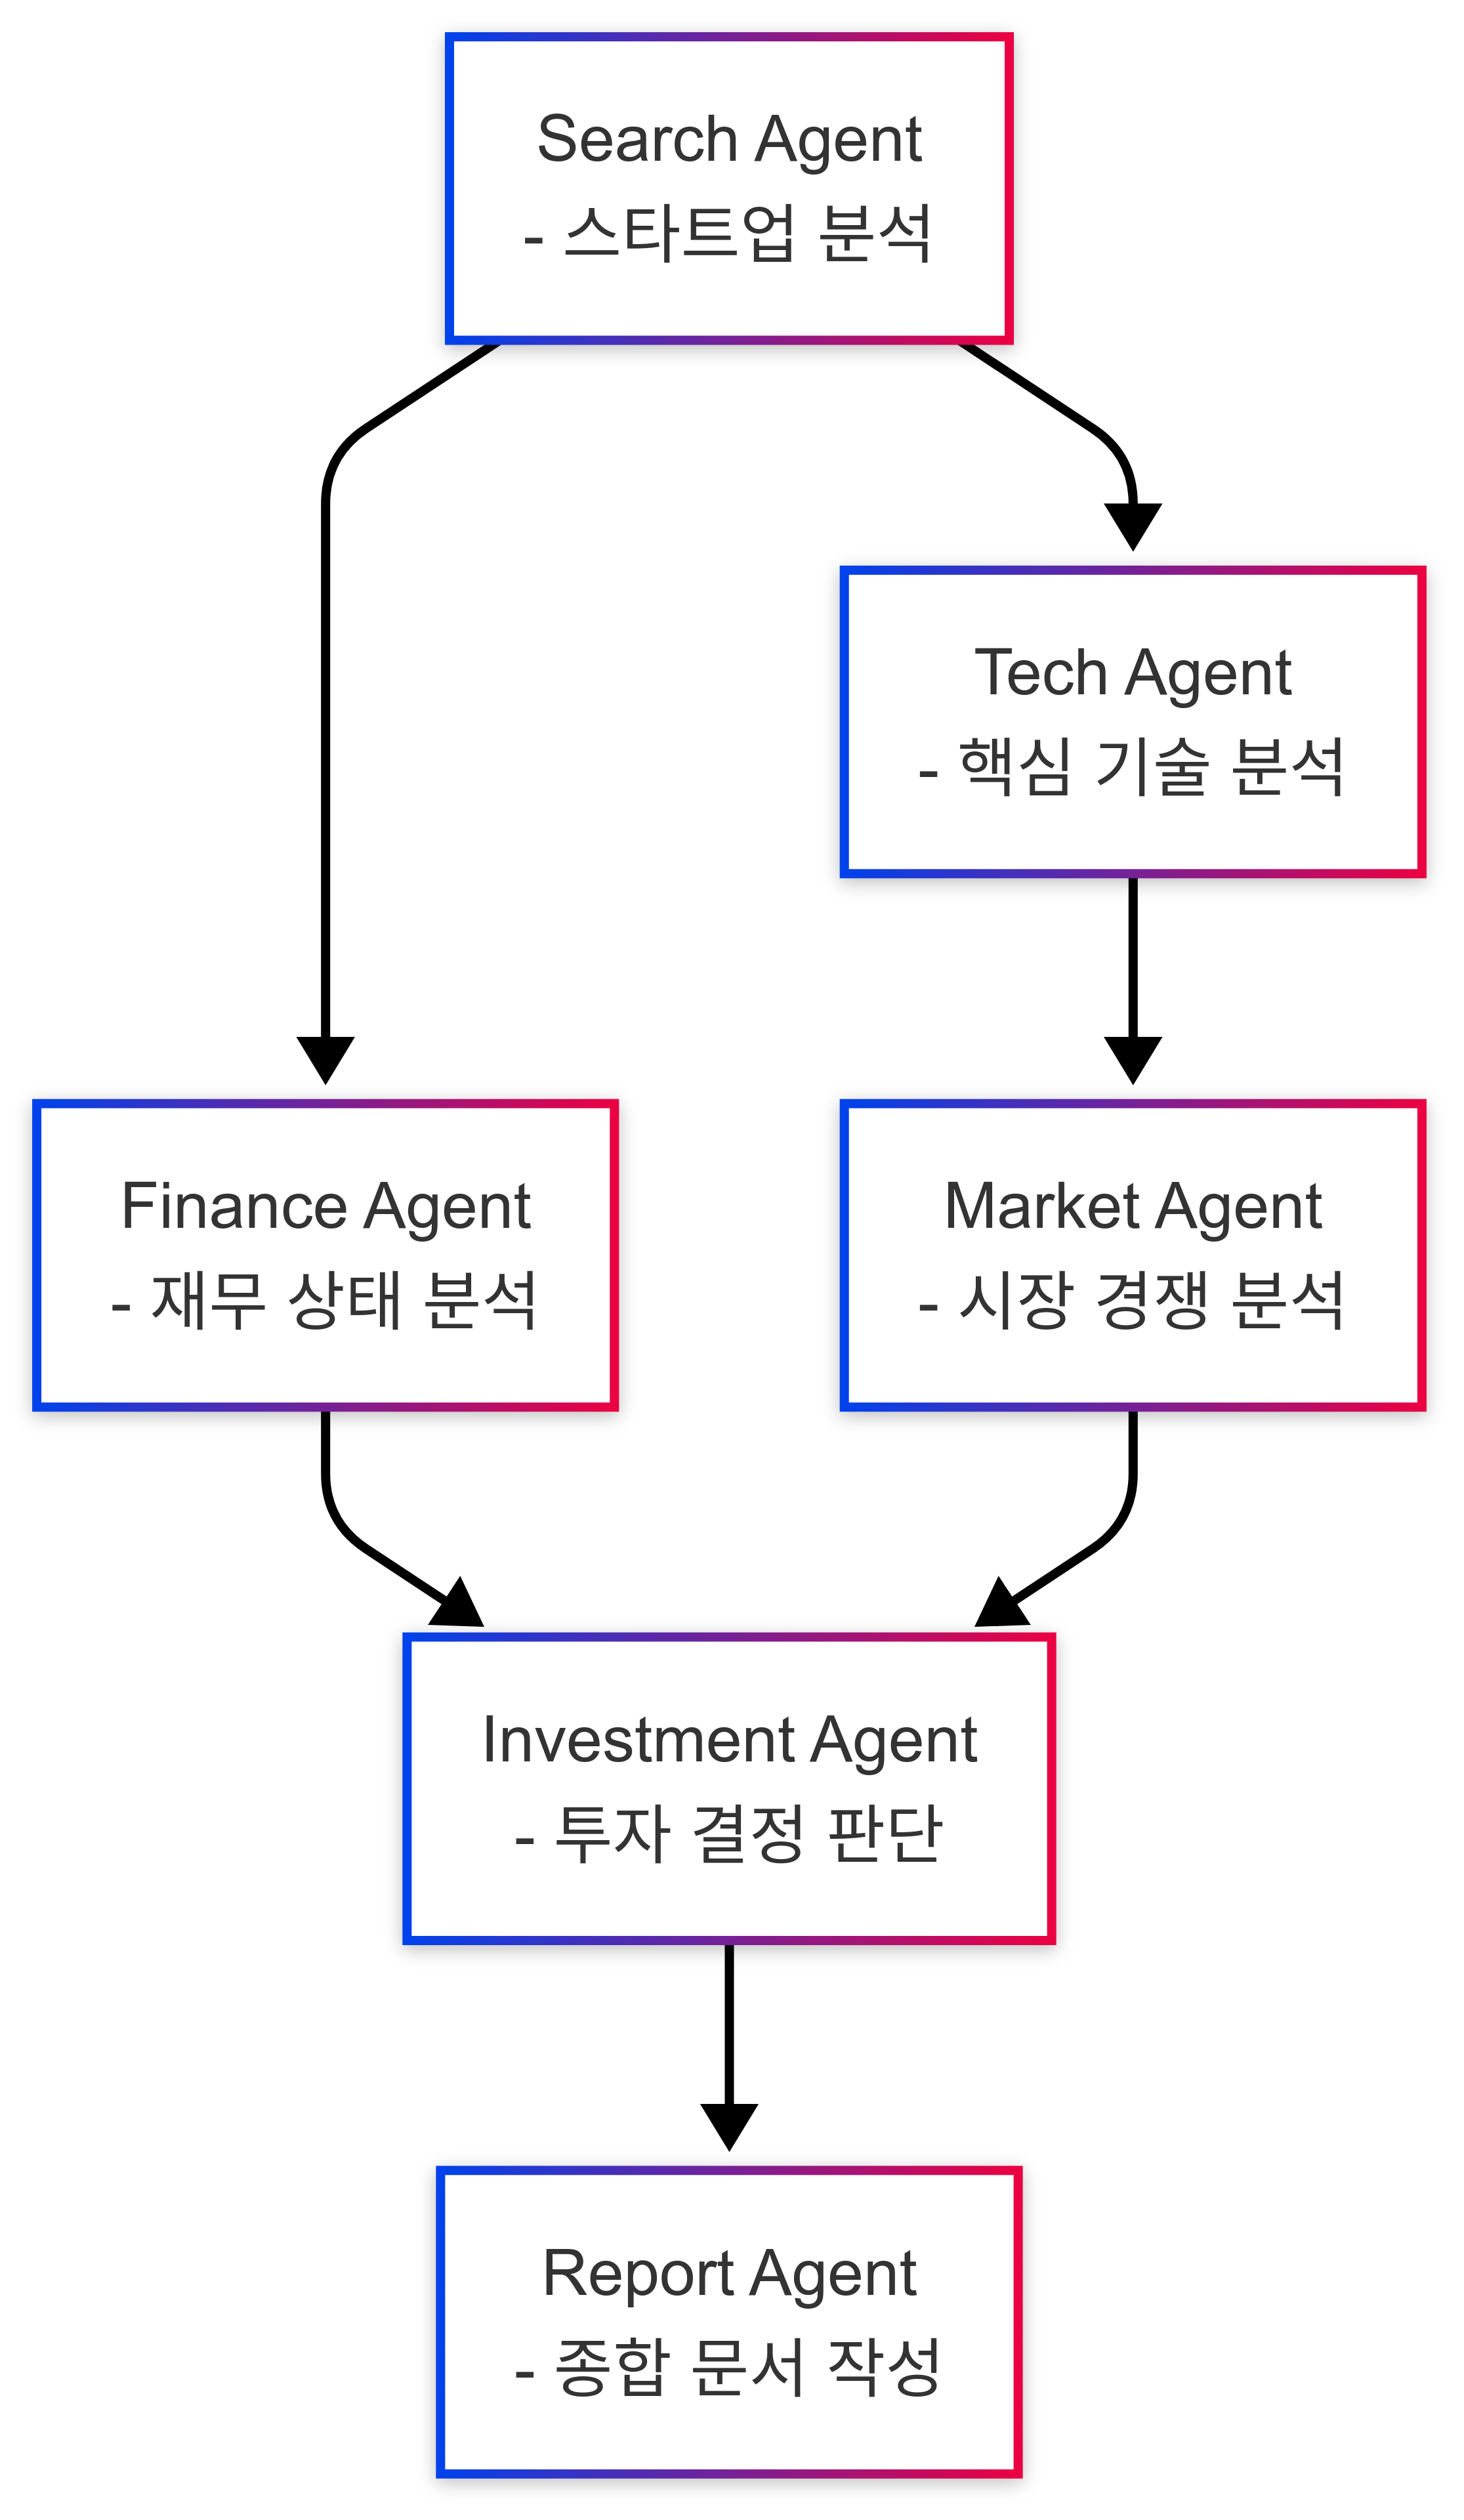 Search Agent
- 스타트업 분석
Tech Agent
- 핵심 기술 분석
Finance Agent
- 재무 상태 분석
Market Agent
- 시장 경쟁 분석
Investment Agent
- 투자 결정 판단
Report Agent
- 종합 문서 작성